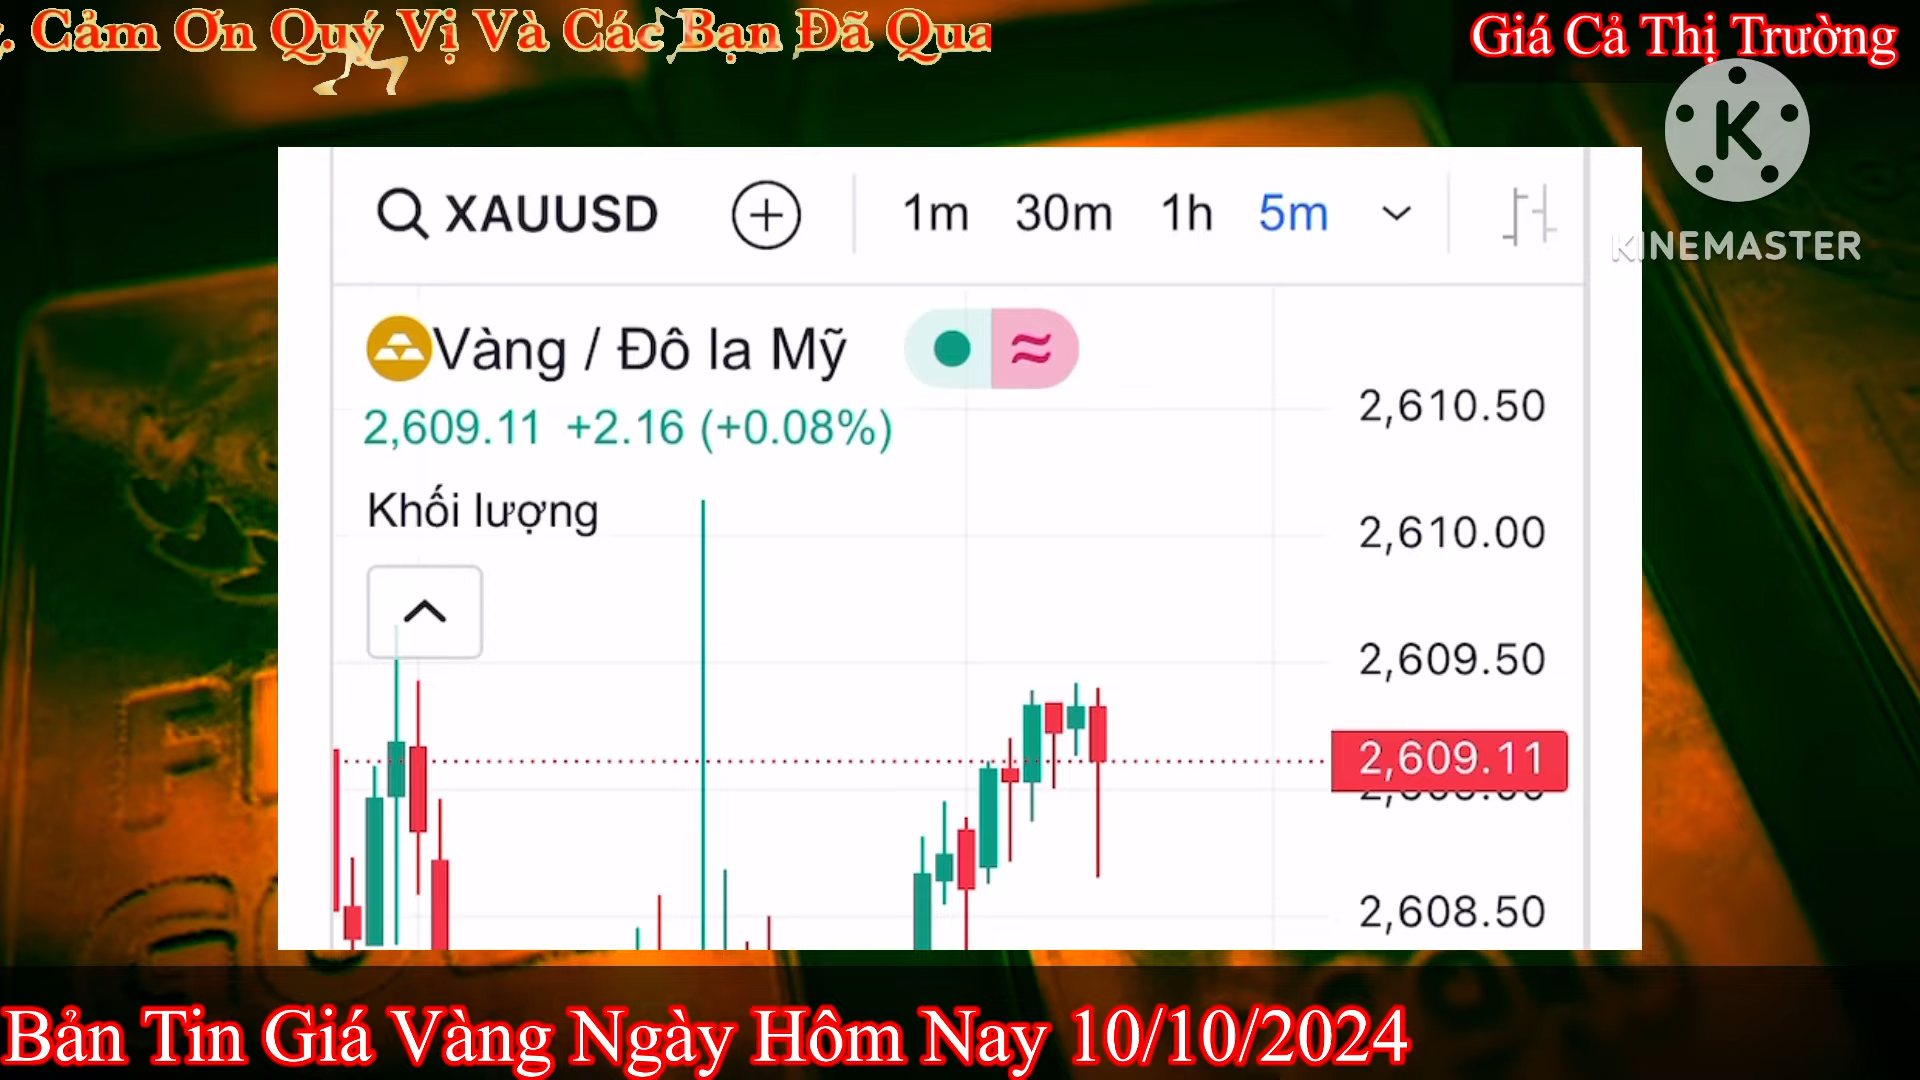 . Cảm Ơn Quý Vị Và Các Bạn Đã Qua
Giá Cả Thị Trường
K
KINEMASTER
XAUUSD
1m 30m 1h 5m
Vàng / Đô la Mỹ
≈
2,609.11 +2.16 (+0.08%)
Khối lượng
2,610.50
2,610.00
2,609.50
2,609.11
2,608.50
Bản Tin Giá Vàng Ngày Hôm Nay 10/10/2024